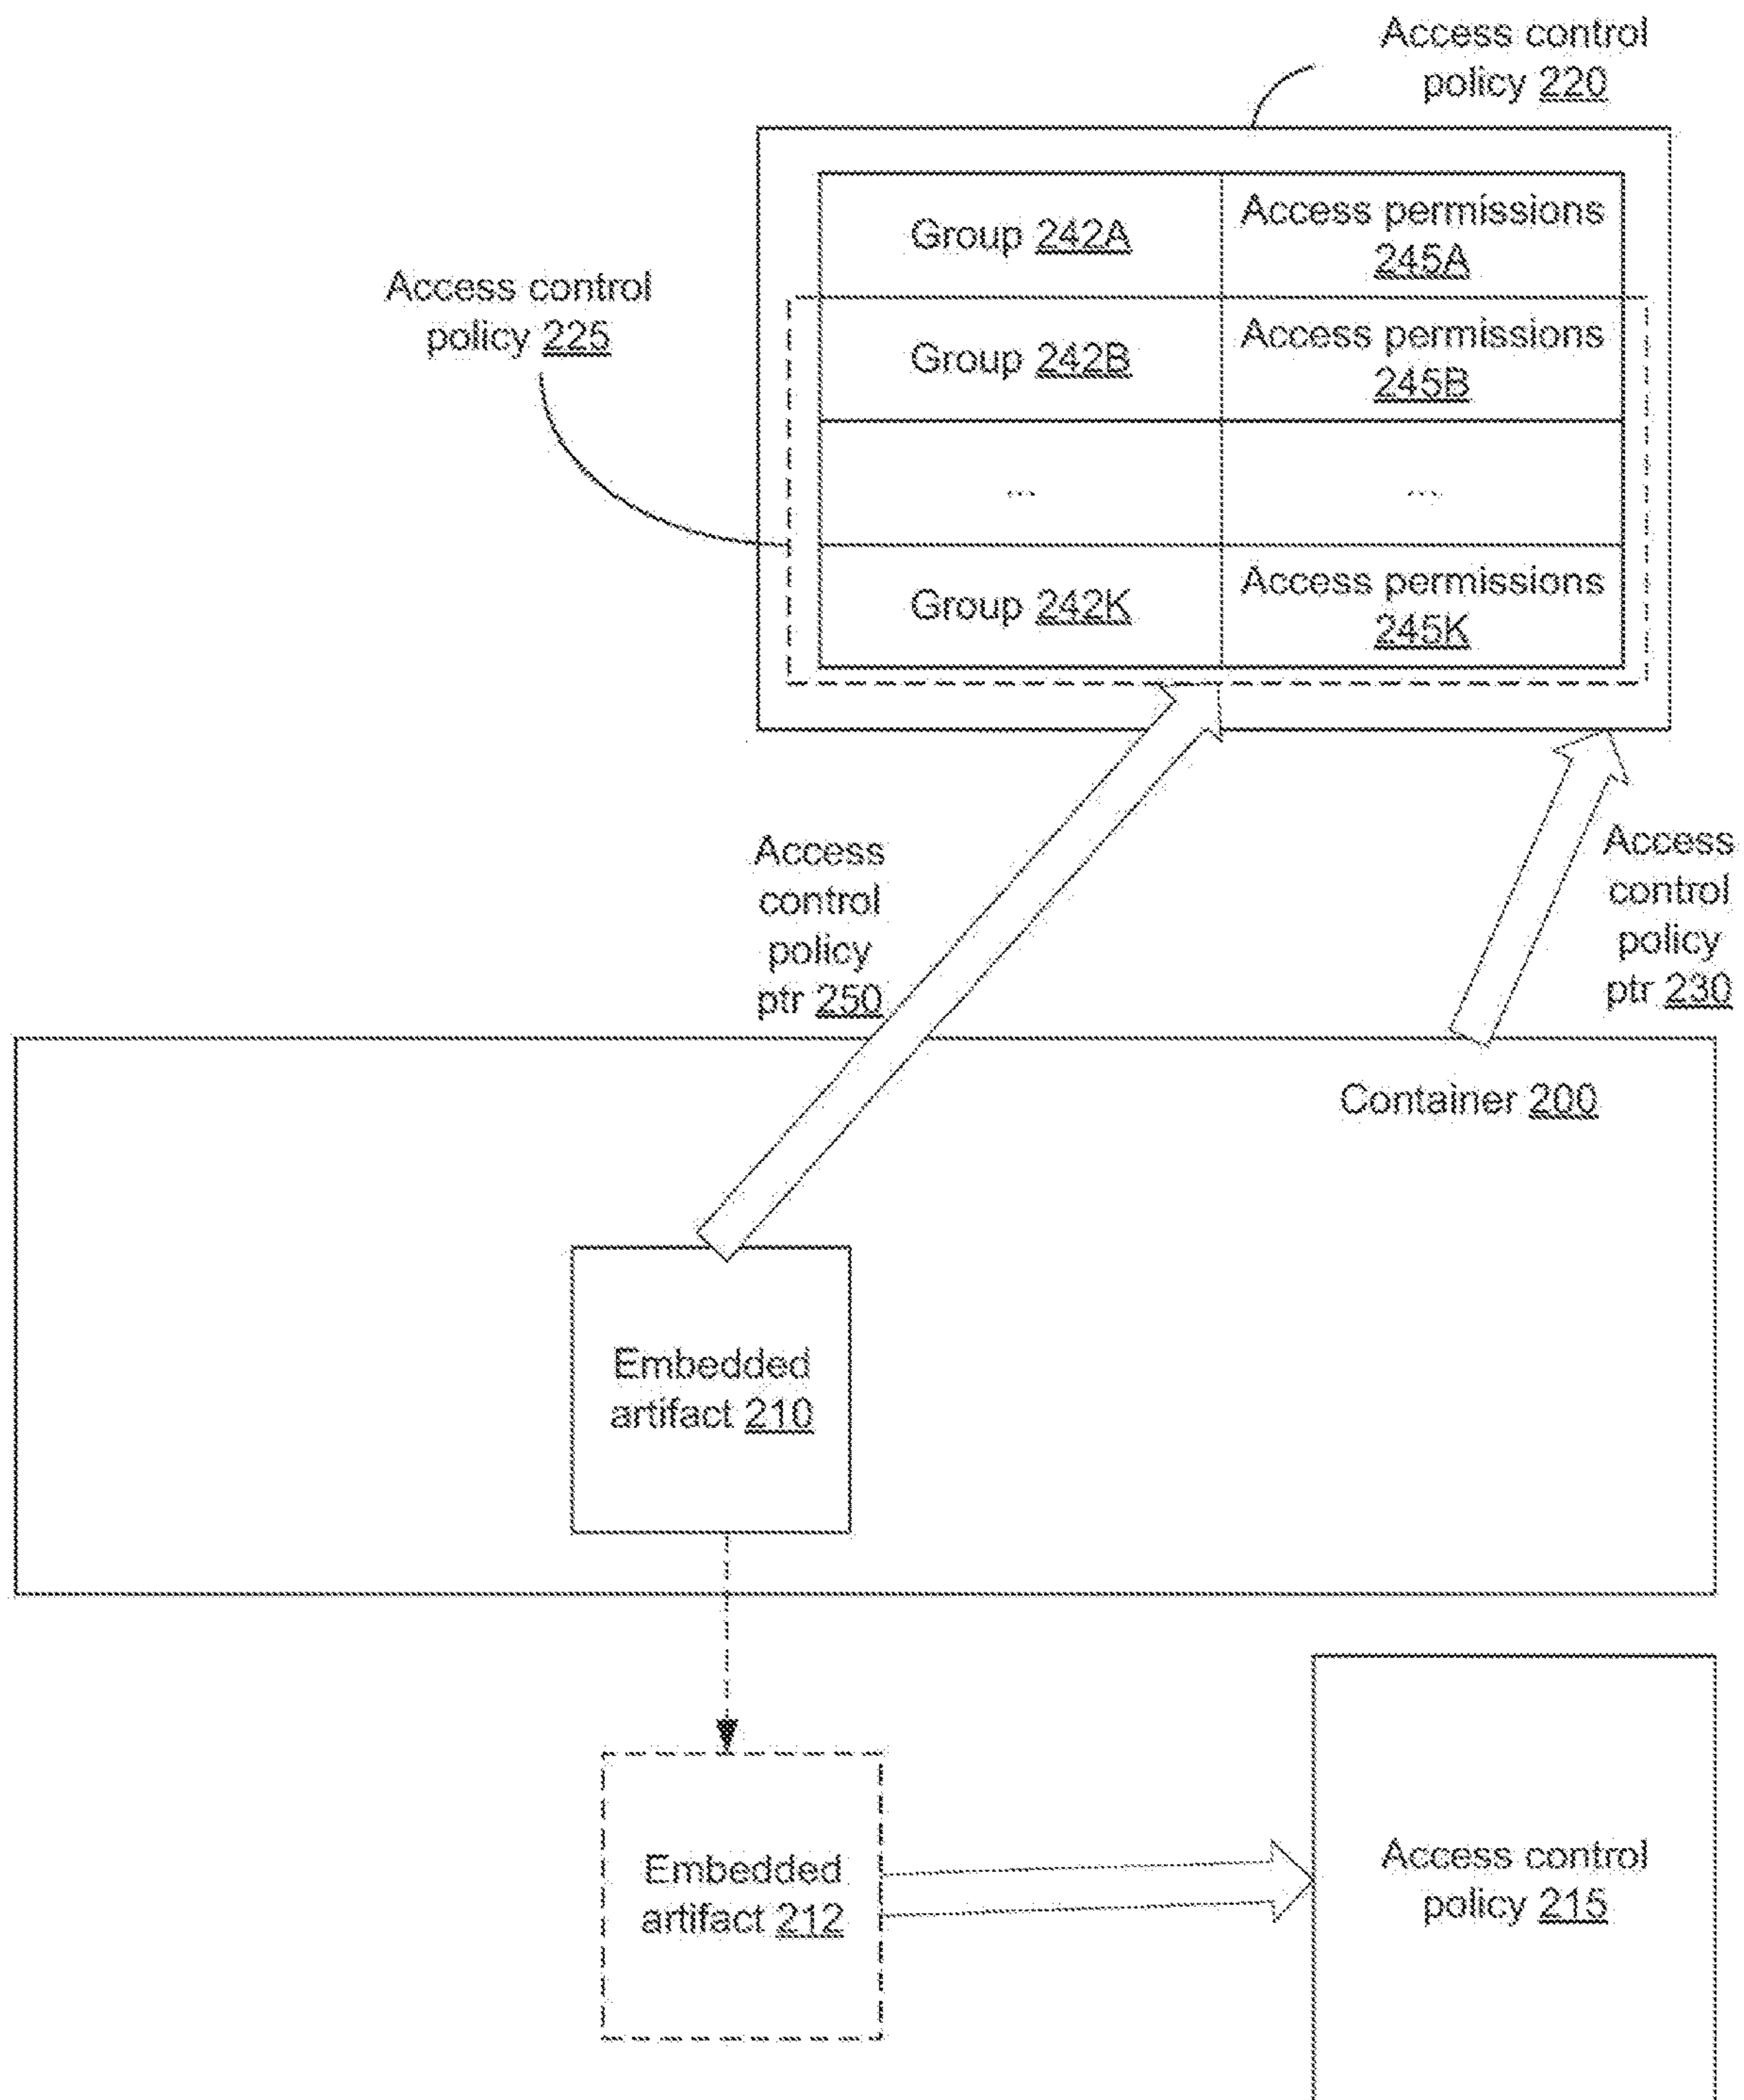 Access control
policy 220
Group 242A
Access permissions
245A
Access control
policy 225
Group 242B
Access permissions
245B
...
...
Group 242K
Access permissions
245K
Access
control
policy
ptr 250
Access
control
policy
ptr 230
Container 200
Embedded
artifact 210
Embedded
artifact 212
Access control
policy 215